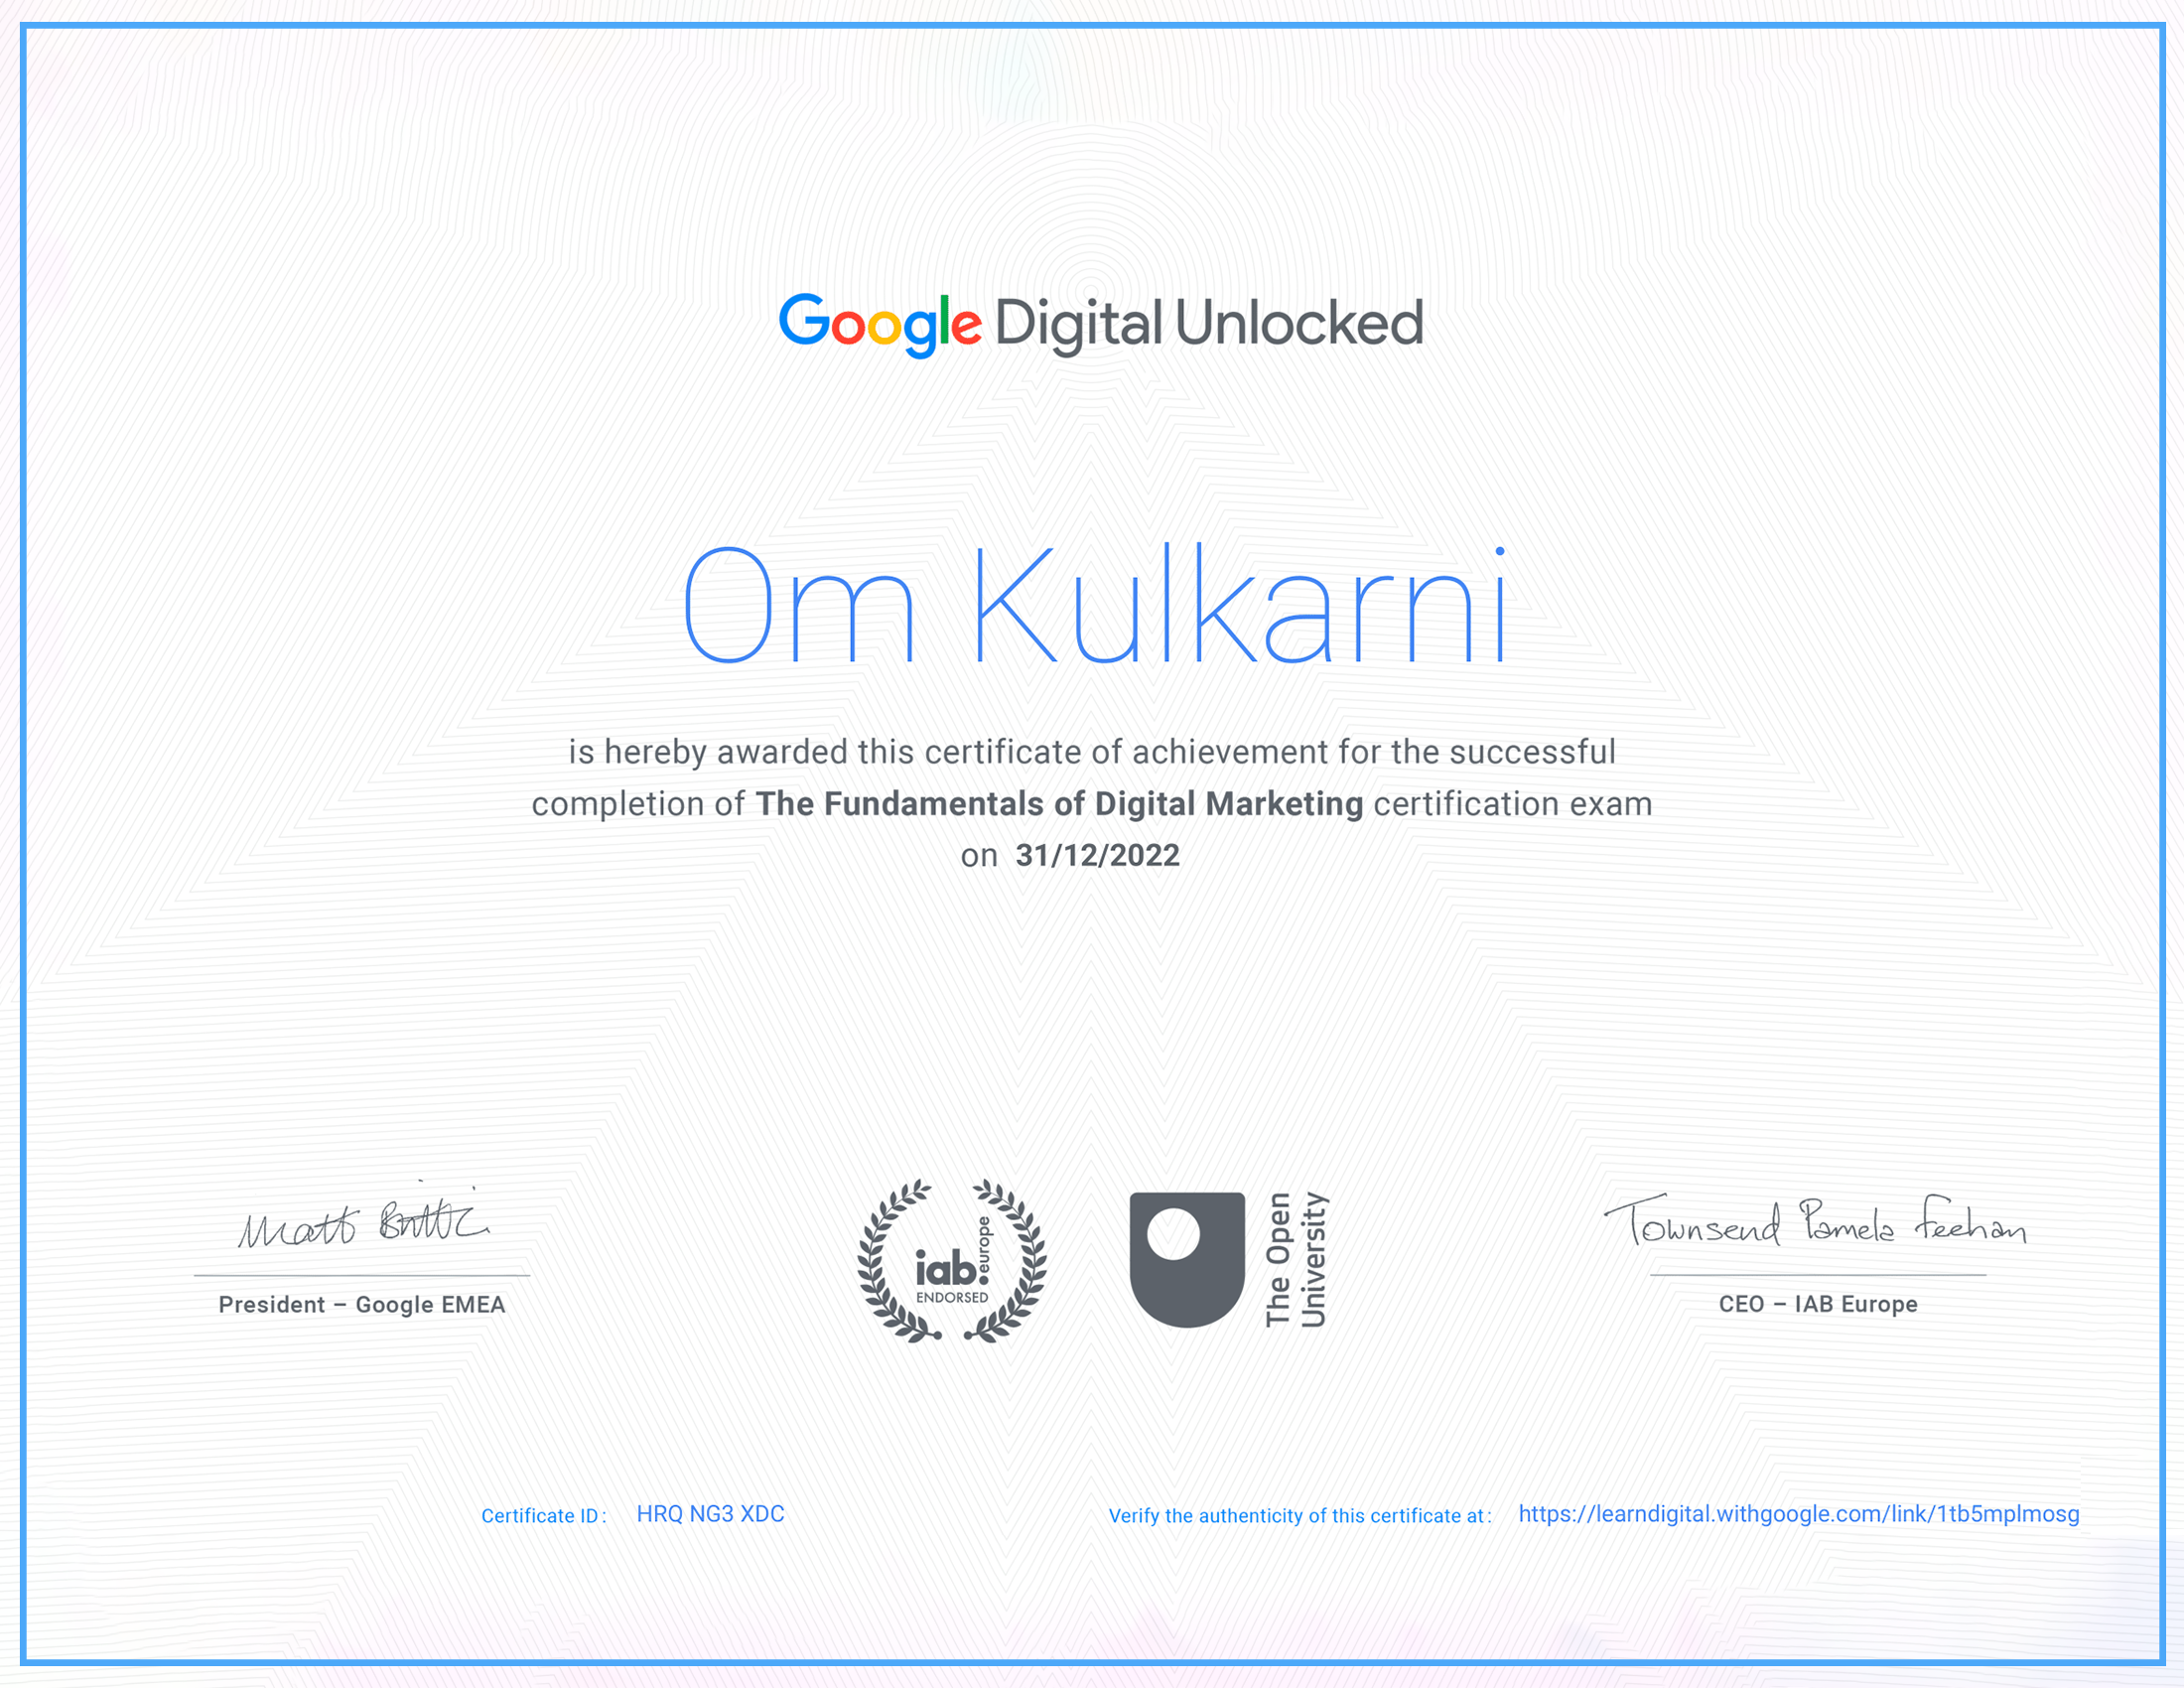 Google Digital Unlocked
Om Kulkarni
is hereby awarded this certificate of achievement for the successful
completion of The Fundamentals of Digital Marketing certification exam
on 31/12/2022
Matt Brittin
President – Google EMEA
iab.europe
ENDORSED
The Open
University
Townsend Pamela Feehan
CEO – IAB Europe
Certificate ID: HRQ NG3 XDC
Verify the authenticity of this certificate at: https://learndigital.withgoogle.com/link/1tb5mplmosg